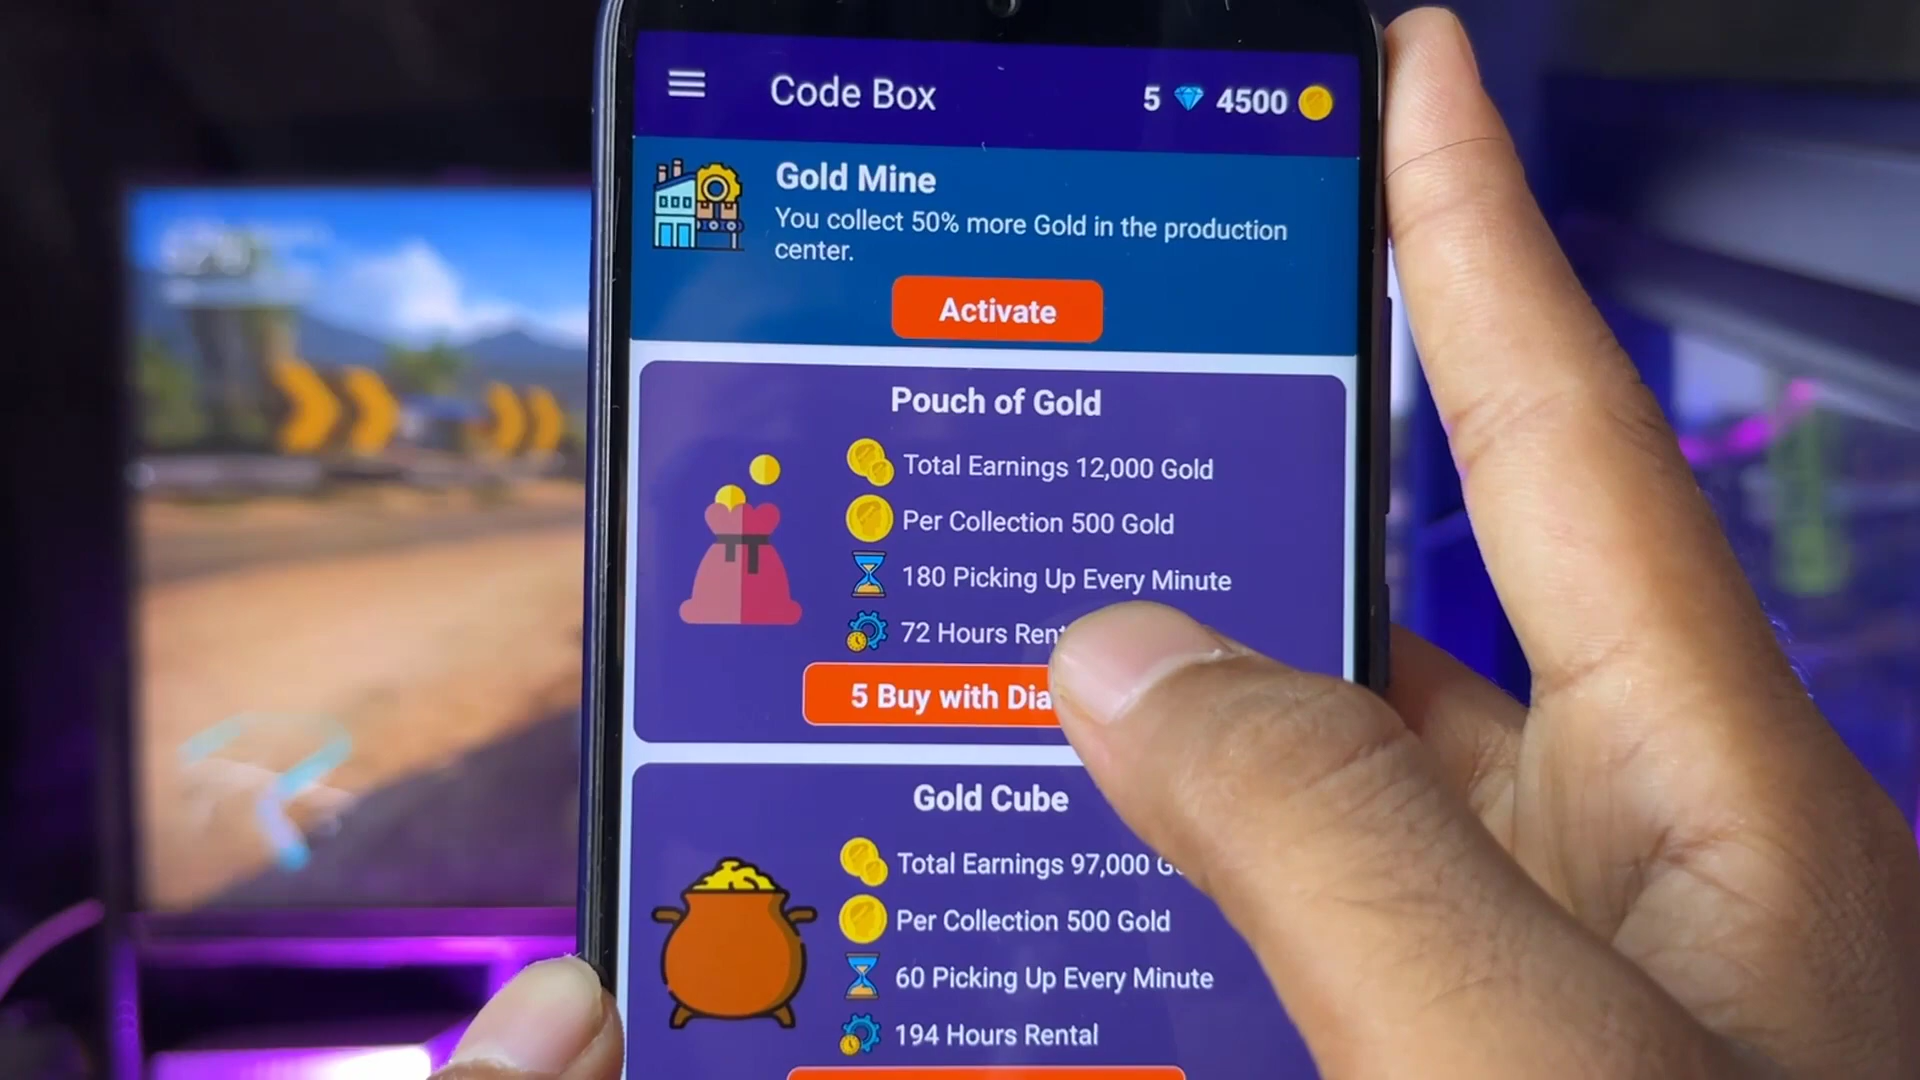 Code Box
5 4500
Gold Mine
You collect 50% more Gold in the production
center.
Activate
Pouch of Gold
Total Earnings 12,000 Gold
Per Collection 500 Gold
180 Picking Up Every Minute
72 Hours
5 Buy with
Gold Cube
Total Earnings 97,000
Per Collection 500 Gold
60 Picking Up Every Minute
194 Hours Rental